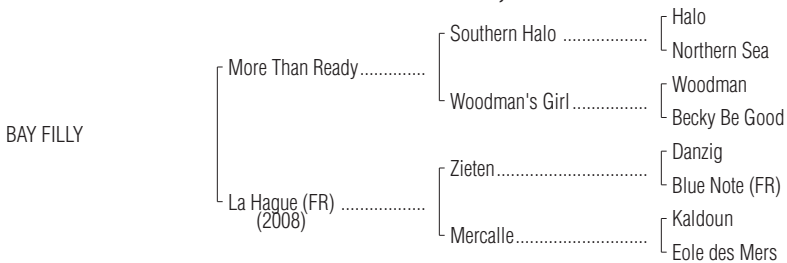 Halo
Southern Halo ..................
Northern Sea
More Than Ready..............
Woodman
Woodman's Girl................
Becky Be Good
BAY FILLY
Danzig
Zieten................................
Blue Note (FR)
La Hague (FR) ..................
(2008)
Kaldoun
Mercalle............................
Eole des Mers